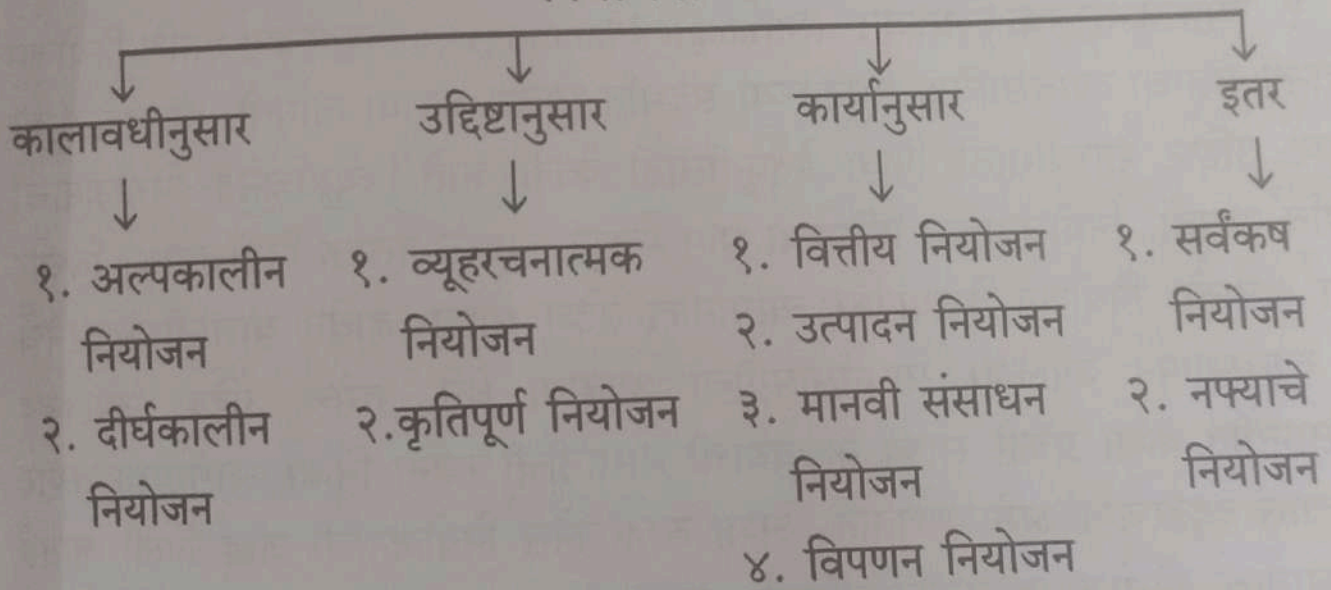 कालावधीनुसार
उद्दिष्टानुसार
कार्यानुसार
इतर
१. अल्पकालीन
नियोजन
२. दीर्घकालीन
नियोजन
१. व्यूहरचनात्मक
नियोजन
२.कृतिपूर्ण नियोजन
१. वित्तीय नियोजन
२. उत्पादन नियोजन
३. मानवी संसाधन
नियोजन
४. विपणन नियोजन
१. सर्वंकष
नियोजन
२. नफ्याचे
नियोजन